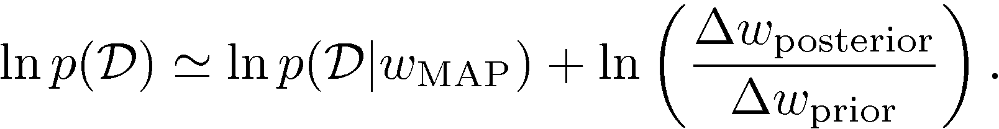 ln p(𝒟) ≃ ln p(𝒟|w_MAP) + ln (Δw_posterior / Δw_prior).